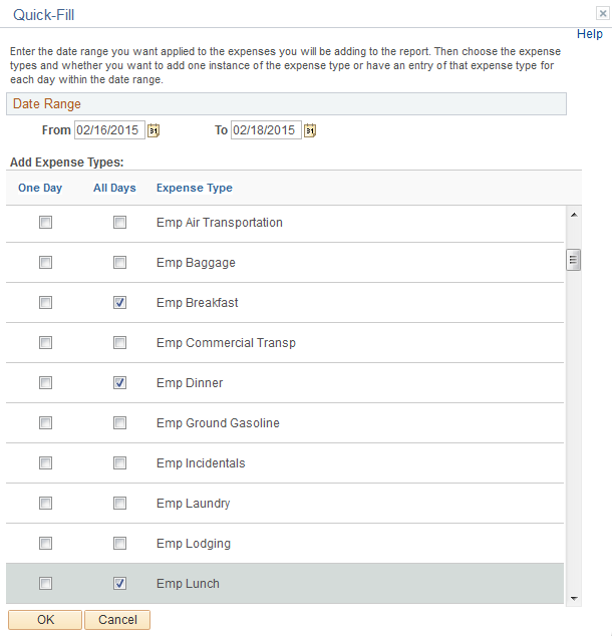 Quick-Fill
Help
Enter the date range you want applied to the expenses you will be adding to the report. Then choose the expense
types and whether you want to add one instance of the expense type or have an entry of that expense type for
each day within the date range.
Date Range
From 02/16/2015 31 To 02/18/2015 31
Add Expense Types:
One Day All Days Expense Type
Emp Air Transportation
Emp Baggage
Emp Breakfast
Emp Commercial Transp
Emp Dinner
Emp Ground Gasoline
Emp Incidentals
Emp Laundry
Emp Lodging
Emp Lunch
OK Cancel